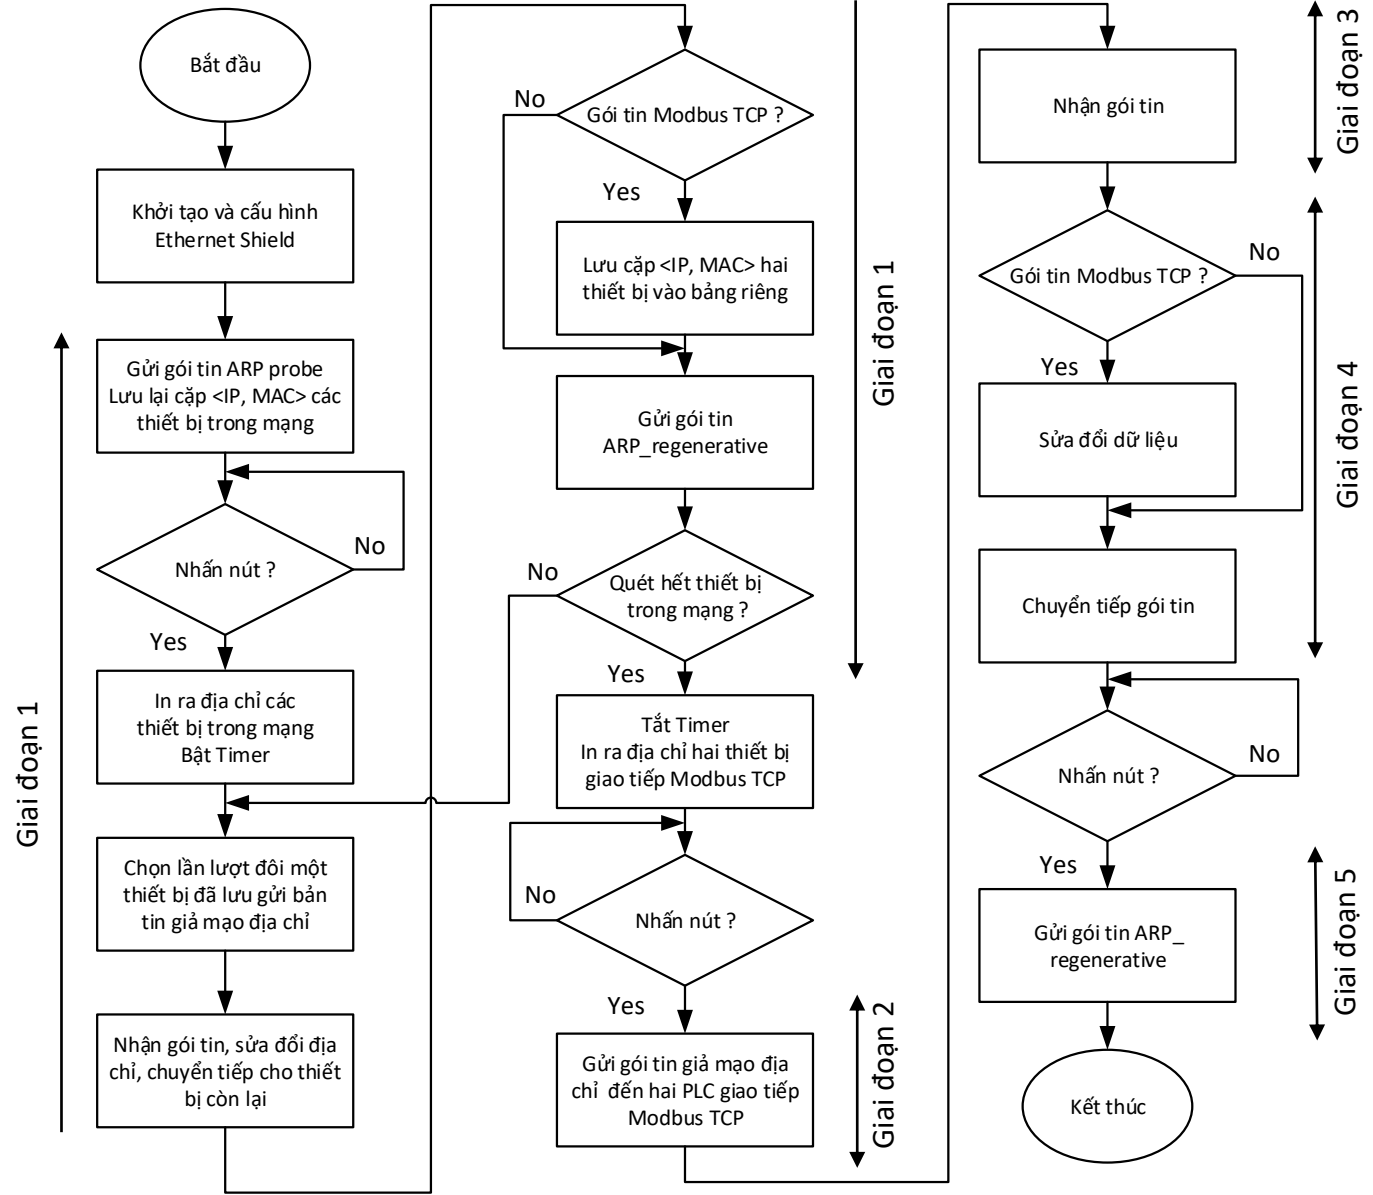 Bắt đầu
Khởi tạo và cấu hình
Ethernet Shield
Gửi gói tin ARP probe
Lưu lại cặp <IP, MAC> các
thiết bị trong mạng
Nhấn nút ?
No
Yes
In ra địa chỉ các
thiết bị trong mạng
Bật Timer
Chọn lần lượt đôi một
thiết bị đã lưu gửi bản
tin giả mạo địa chỉ
Nhận gói tin, sửa đổi địa
chỉ, chuyển tiếp cho thiết
bị còn lại
Giai đoạn 1
Gói tin Modbus TCP ?
No
Yes
Lưu cặp <IP, MAC> hai
thiết bị vào bảng riêng
Gửi gói tin
ARP_regenerative
Quét hết thiết bị
trong mạng ?
No
Yes
Giai đoạn 1
Tắt Timer
In ra địa chỉ hai thiết bị
giao tiếp Modbus TCP
Nhấn nút ?
No
Yes
Gửi gói tin giả mạo địa
chỉ đến hai PLC giao tiếp
Modbus TCP
Giai đoạn 2
Nhận gói tin
Giai đoạn 3
Gói tin Modbus TCP ?
No
Yes
Sửa đổi dữ liệu
Chuyển tiếp gói tin
Giai đoạn 4
Nhấn nút ?
No
Yes
Gửi gói tin ARP_
regenerative
Giai đoạn 5
Kết thúc